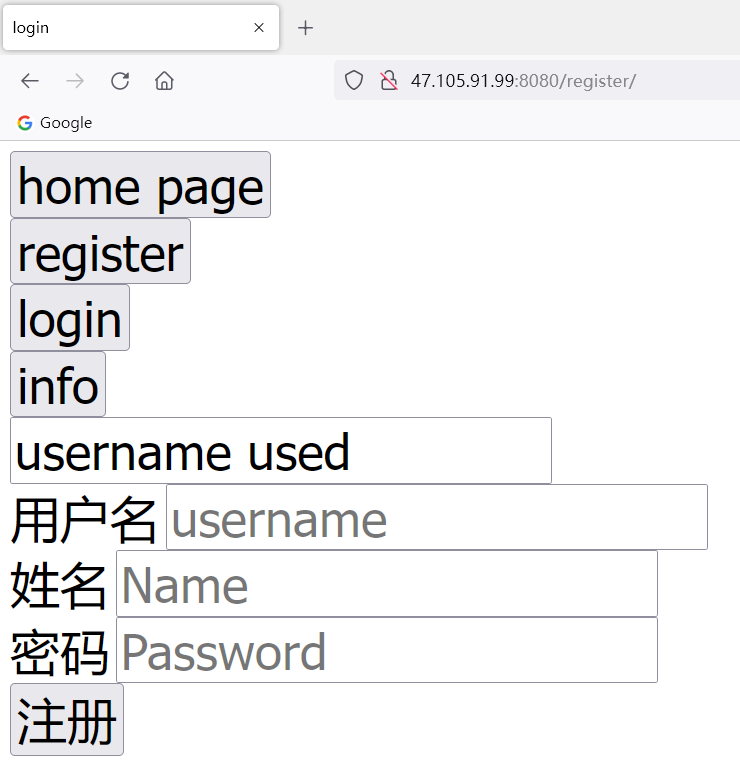 login
47.105.91.99:8080/register/
Google
home page
register
login
info
username used
用户名 username
姓名 Name
密码 Password
注册